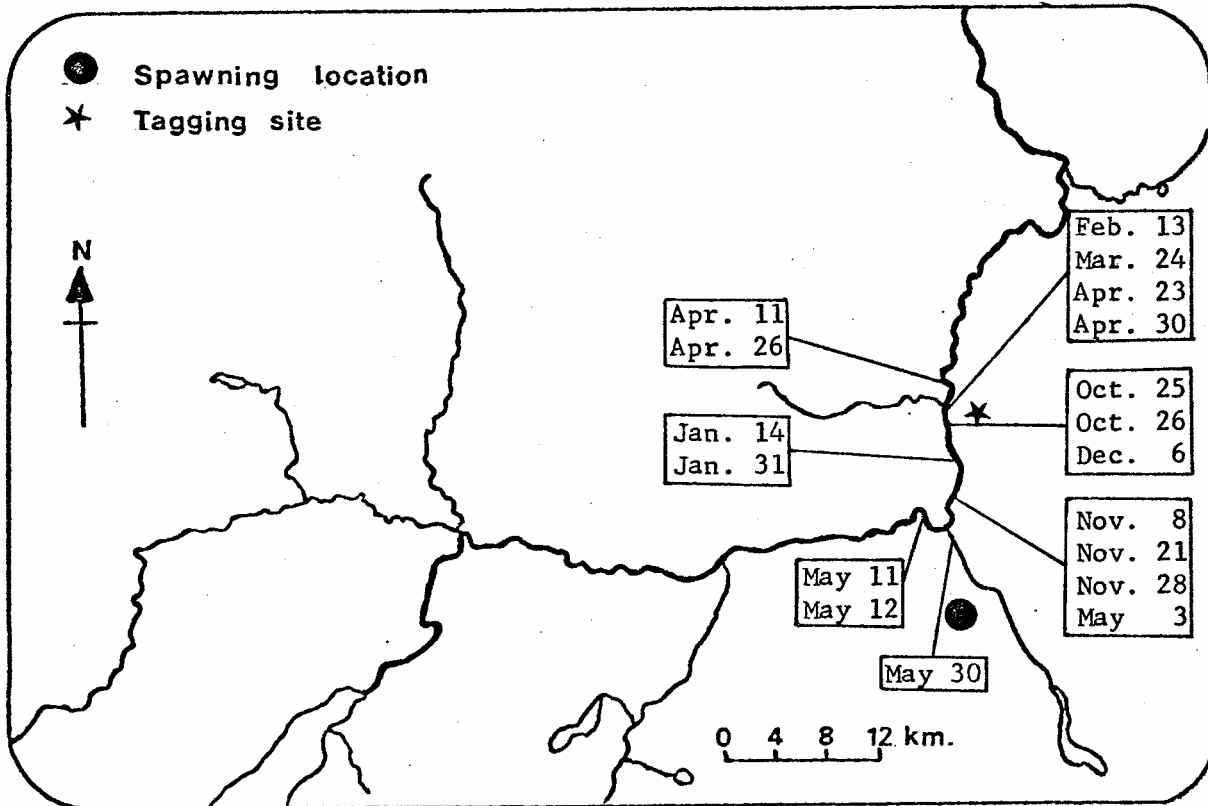 Spawning location
Tagging site
N
Feb. 13
Mar. 24
Apr. 23
Apr. 30
Apr. 11
Apr. 26
Oct. 25
Oct. 26
Dec. 6
Jan. 14
Jan. 31
Nov. 8
Nov. 21
Nov. 28
May 3
May 11
May 12
May 30
0 4 8 12 km.